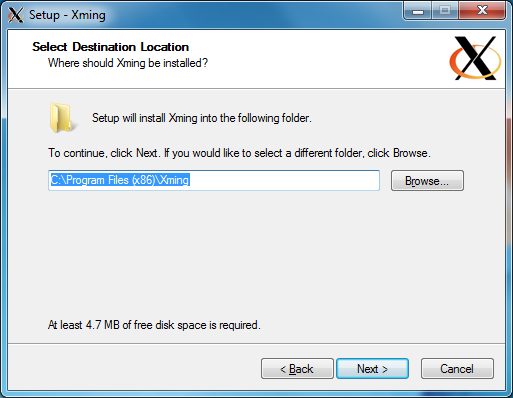 Setup - Xming
Select Destination Location
Where should Xming be installed?
Setup will install Xming into the following folder.
To continue, click Next. If you would like to select a different folder, click Browse.
C:\Program Files (x86)\Xming
Browse...
At least 4.7 MB of free disk space is required.
< Back
Next >
Cancel